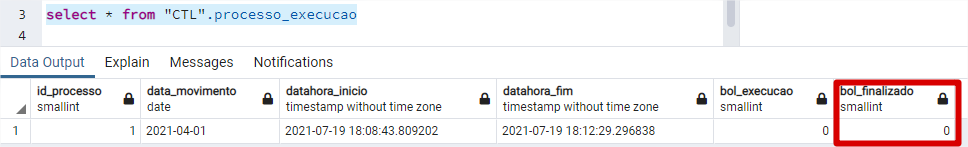 3 select * from "CTL".processo_execucao
4
Data Output Explain Messages Notifications
id_processo data_movimento datahora_inicio datahora_fim bol_execucao bol_finalizado
smallint date timestamp without time zone timestamp without time zone smallint smallint
1 1 2021-04-01 2021-07-19 18:08:43.809202 2021-07-19 18:12:29.296838 0 0